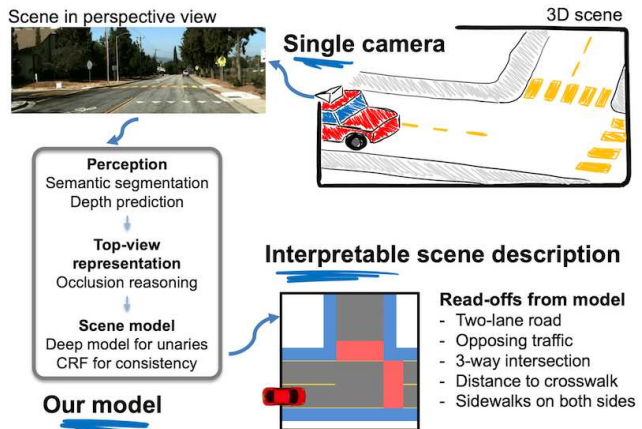 Scene in perspective view
3D scene
Single camera
Perception
Semantic segmentation
Depth prediction
Top-view
representation
Occlusion reasoning
Scene model
Deep model for unaries
CRF for consistency
Our model
Interpretable scene description
Read-offs from model
- Two-lane road
- Opposing traffic
- 3-way intersection
- Distance to crosswalk
- Sidewalks on both sides